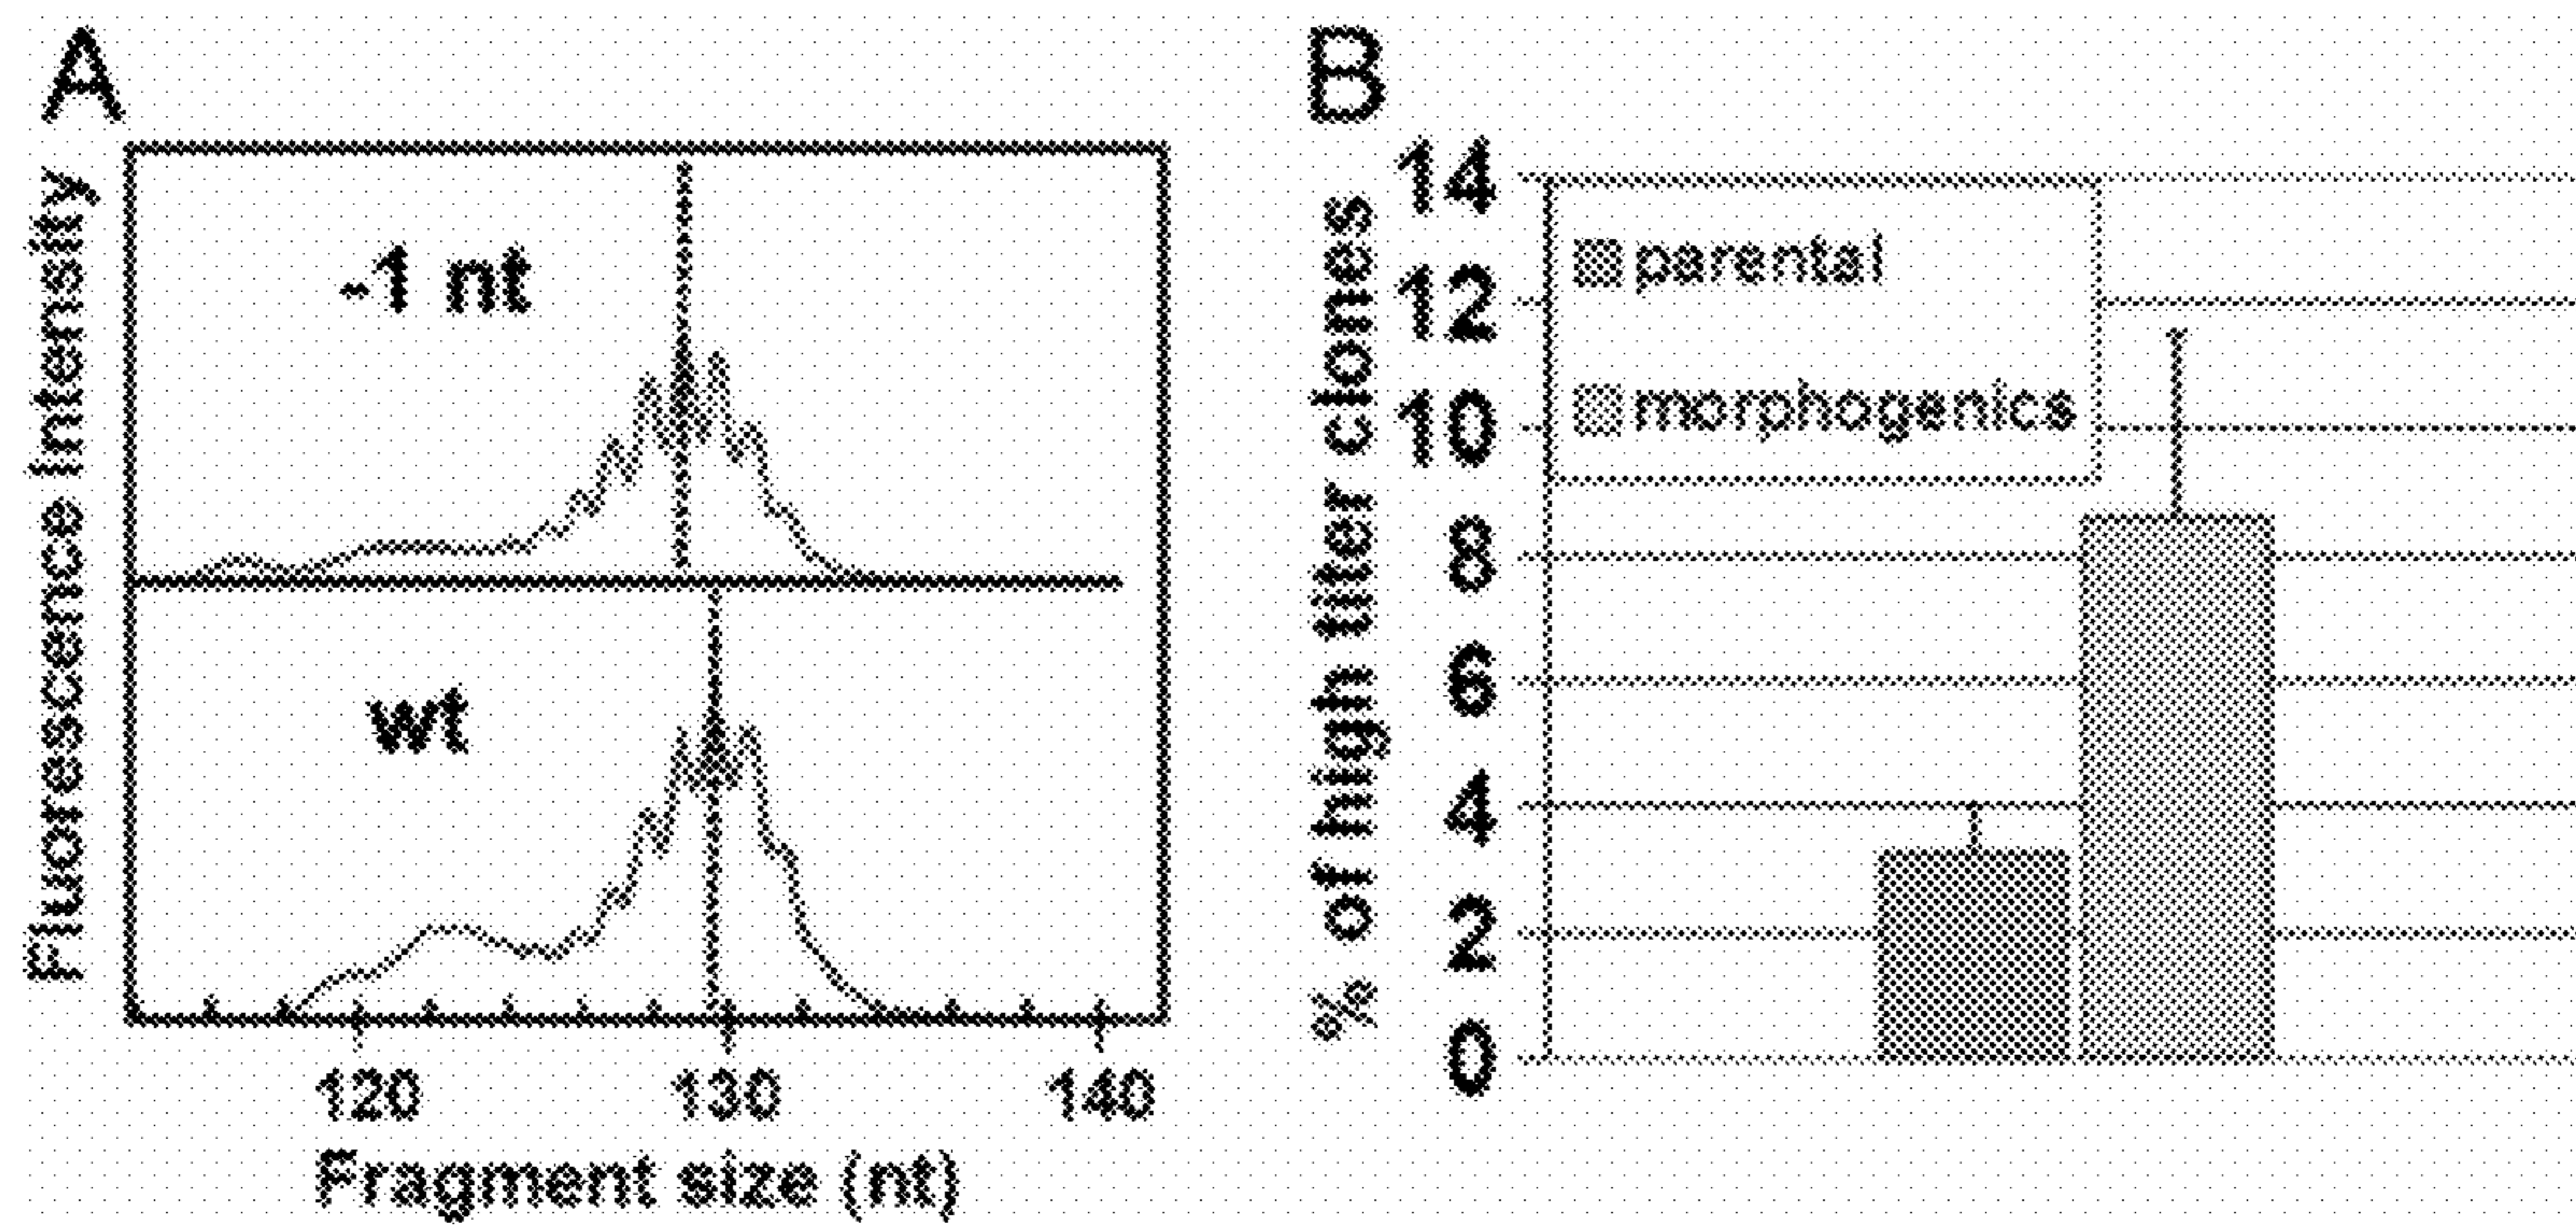 A
Fluorescence Intensity
-1 nt
wt
120 130 140
Fragment size (nt)
B
% of high titer clones
14
12
10
8
6
4
2
0
parental
morphogenics